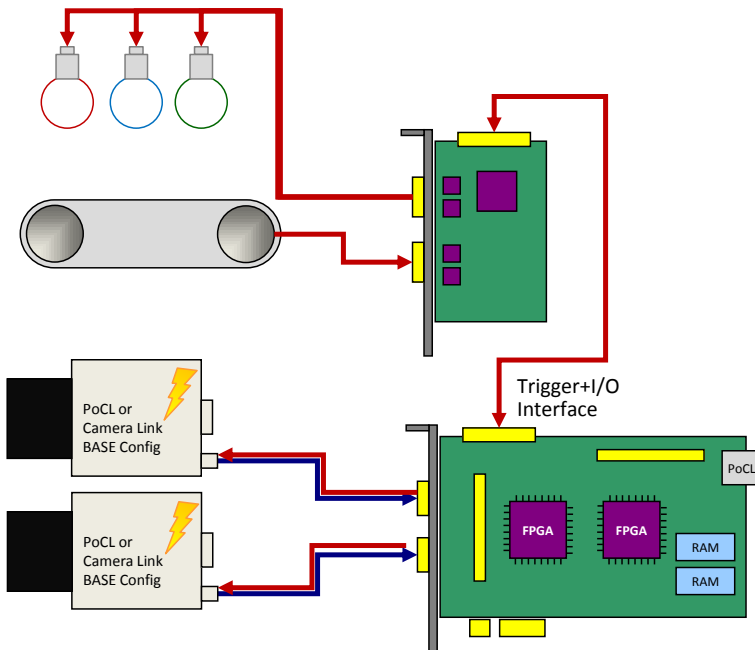 Trigger+I/O
Interface
PoCL or
Camera Link
BASE Config
PoCL
FPGA
FPGA
RAM
RAM
PoCL or
Camera Link
BASE Config